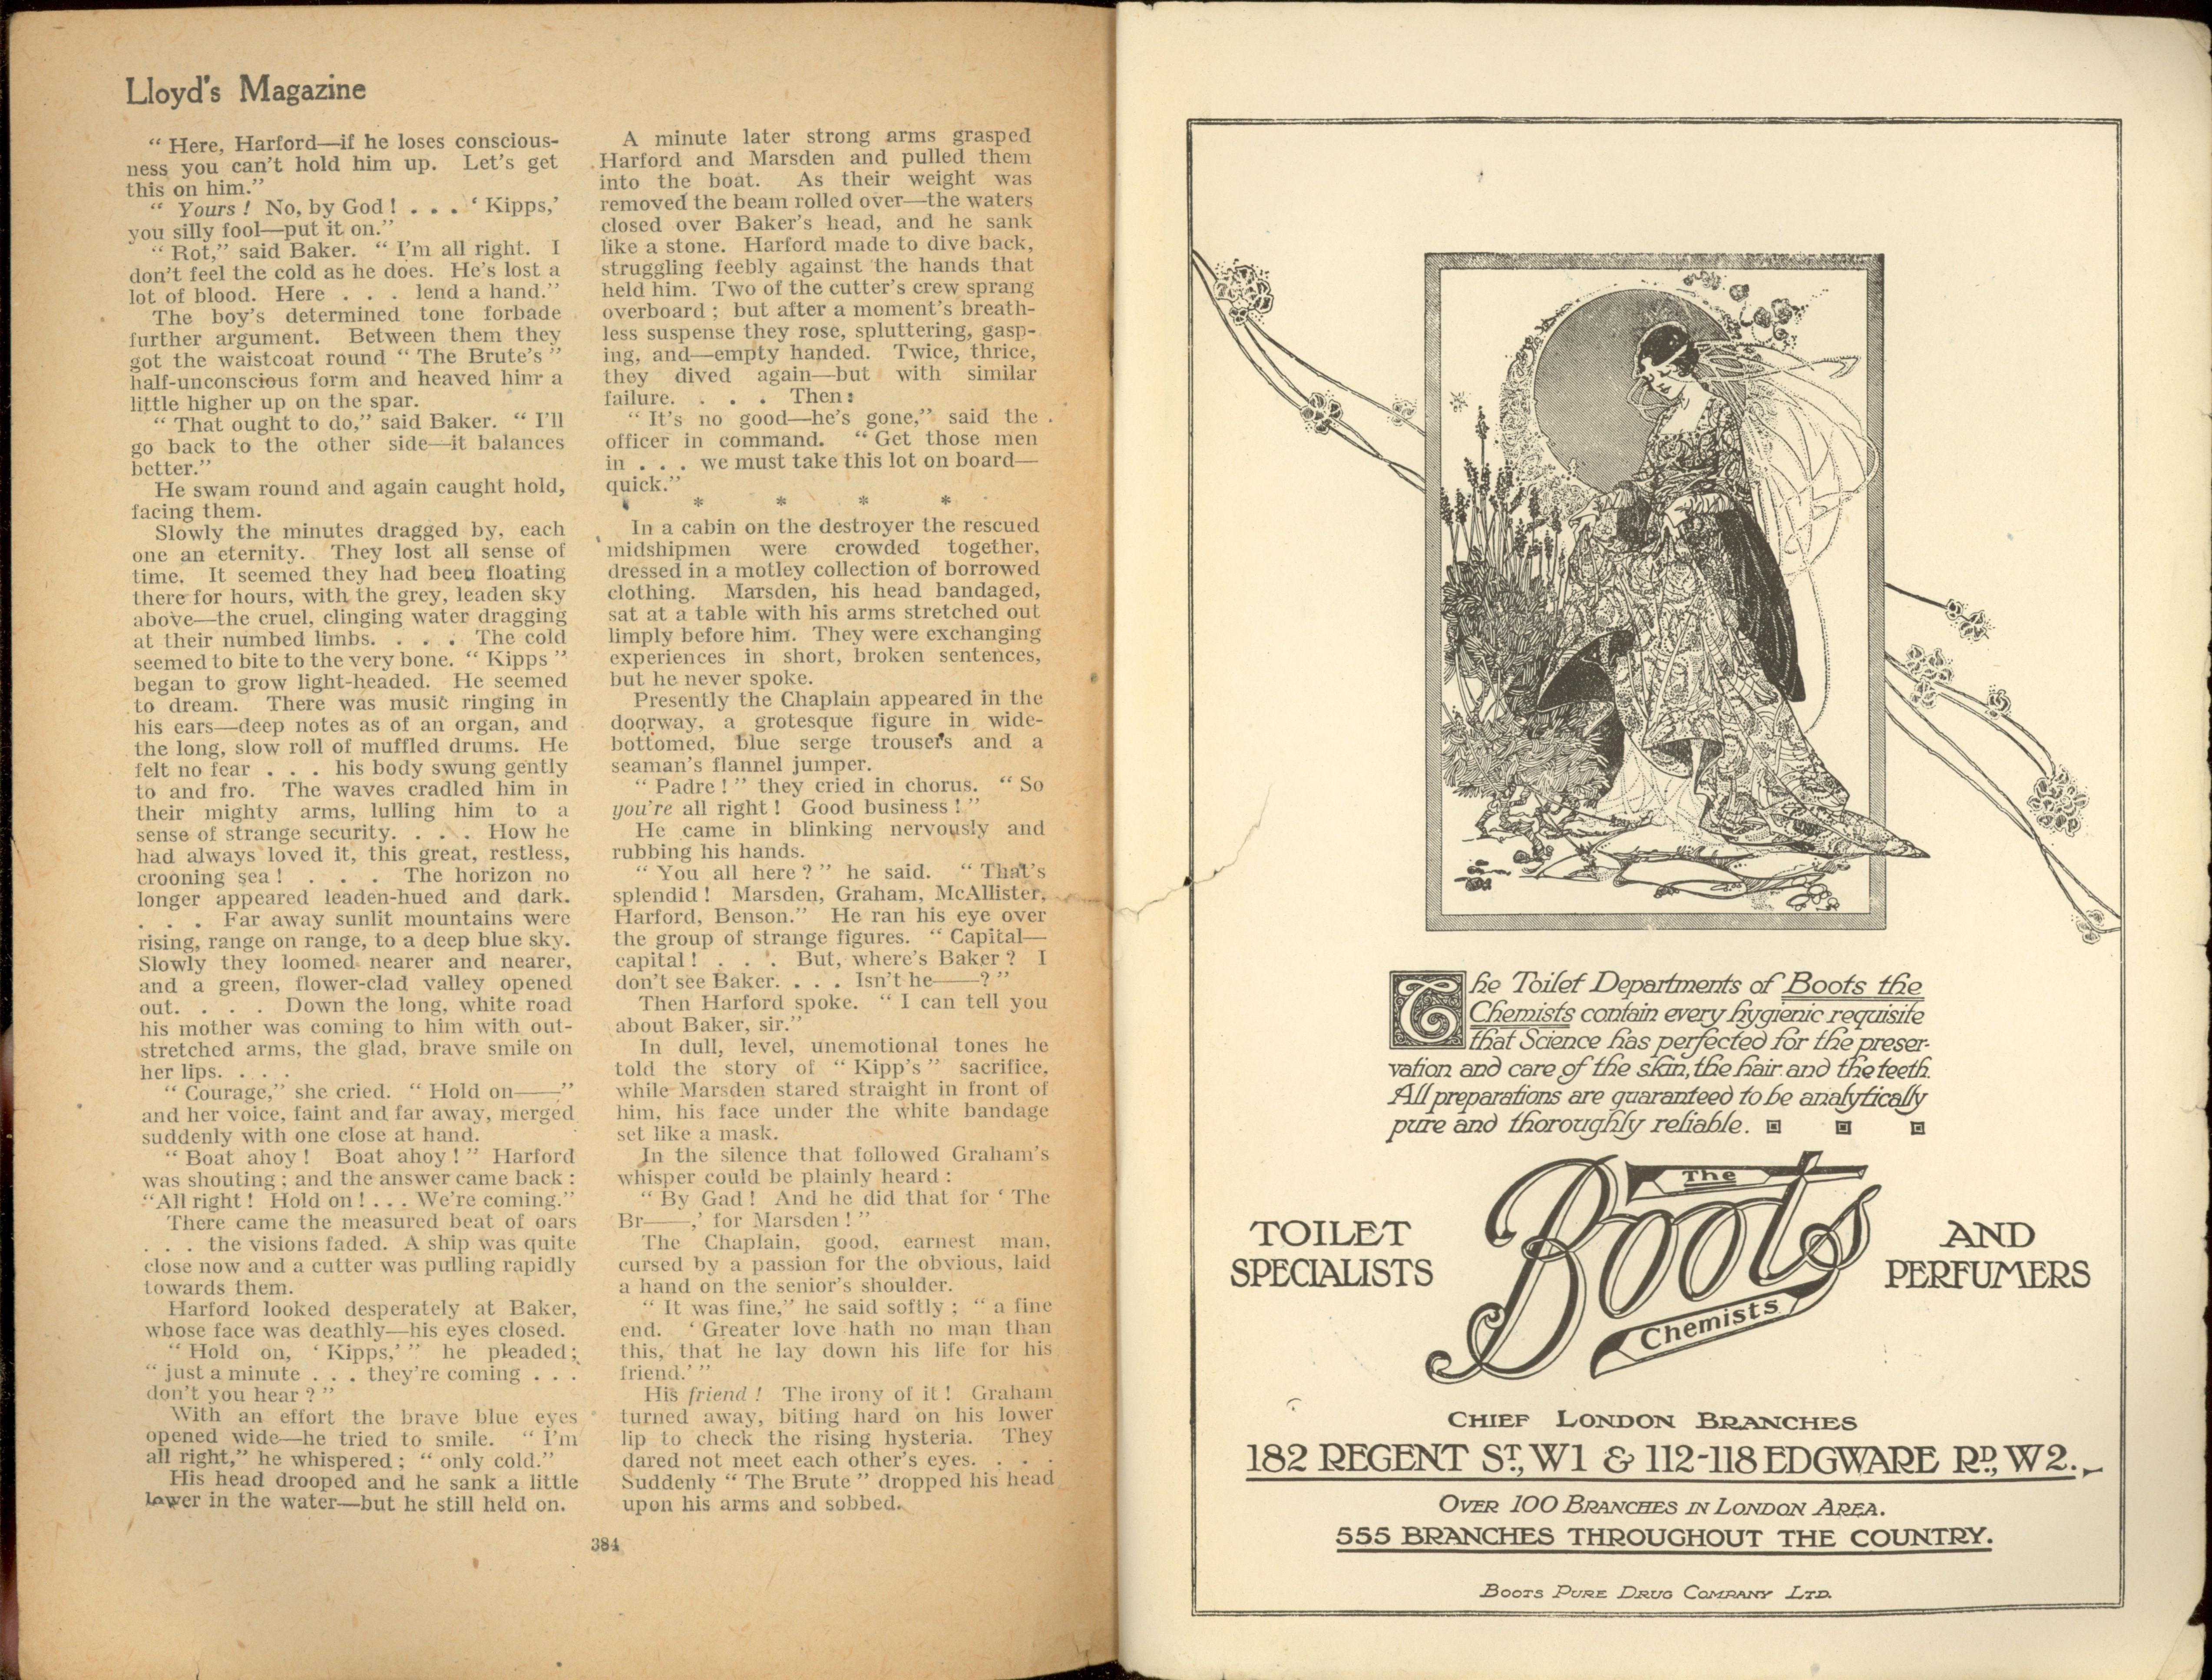 Lloyd's Magazine
“ Here, Harford—if he loses conscious-
ness you can't hold him up. Let's get
this on him.”
“ Yours ! No, by God ! . . . ‘ Kipps,’
you silly fool—put it on.”
“ Rot,” said Baker. “ I'm all right. I
don't feel the cold as he does. He's lost a
lot of blood. Here . . . lend a hand.”
The boy's determined tone forbade
further argument. Between them they
got the waistcoat round “ The Brute's ”
half-unconscious form and heaved him a
little higher up on the spar.
“ That ought to do,” said Baker. “ I'll
go back to the other side—it balances
better.”
He swam round and again caught hold,
facing them.
Slowly the minutes dragged by, each
one an eternity. They lost all sense of
time. It seemed they had been floating
there for hours, with the grey, leaden sky
above—the cruel, clinging water dragging
at their numbed limbs. . . . The cold
seemed to bite to the very bone. “ Kipps ”
began to grow light-headed. He seemed
to dream. There was music ringing in
his ears—deep notes as of an organ, and
the long, slow roll of muffled drums. He
felt no fear . . . his body swung gently
to and fro. The waves cradled him in
their mighty arms, lulling him to a
sense of strange security. . . . How he
had always loved it, this great, restless,
crooning sea ! . . . The horizon no
longer appeared leaden-hued and dark.
. . . Far away sunlit mountains were
rising, range on range, to a deep blue sky.
Slowly they loomed nearer and nearer,
and a green, flower-clad valley opened
out. . . . Down the long, white road
his mother was coming to him with out-
stretched arms, the glad, brave smile on
her lips. . . .
“ Courage,” she cried. “ Hold on——”
and her voice, faint and far away, merged
suddenly with one close at hand.
“ Boat ahoy ! Boat ahoy ! ” Harford
was shouting ; and the answer came back :
“All right ! Hold on ! . . . We're coming.”
There came the measured beat of oars
. . . the visions faded. A ship was quite
close now and a cutter was pulling rapidly
towards them.
Harford looked desperately at Baker,
whose face was deathly—his eyes closed.
“ Hold on, ‘ Kipps,’ ” he pleaded ;
“ just a minute . . . they're coming . . .
don't you hear ? ”
With an effort the brave blue eyes
opened wide—he tried to smile. “ I'm
all right,” he whispered ; “ only cold.”
His head drooped and he sank a little
lower in the water—but he still held on.
A minute later strong arms grasped
Harford and Marsden and pulled them
into the boat. As their weight was
removed the beam rolled over—the waters
closed over Baker's head, and he sank
like a stone. Harford made to dive back,
struggling feebly against the hands that
held him. Two of the cutter's crew sprang
overboard ; but after a moment's breath-
less suspense they rose, spluttering, gasp-
ing, and—empty handed. Twice, thrice,
they dived again—but with similar
failure. . . . Then :
“ It's no good—he's gone,” said the
officer in command. “ Get those men
in . . . we must take this lot on board—
quick.”
* * * *
In a cabin on the destroyer the rescued
midshipmen were crowded together,
dressed in a motley collection of borrowed
clothing. Marsden, his head bandaged,
sat at a table with his arms stretched out
limply before him. They were exchanging
experiences in short, broken sentences,
but he never spoke.
Presently the Chaplain appeared in the
doorway, a grotesque figure in wide-
bottomed, blue serge trousers and a
seaman's flannel jumper.
“ Padre ! ” they cried in chorus. “ So
you're all right ! Good business ! ”
He came in blinking nervously and
rubbing his hands.
“ You all here ? ” he said. “ That's
splendid ! Marsden, Graham, McAllister,
Harford, Benson.” He ran his eye over
the group of strange figures. “ Capital—
capital ! . . . But, where's Baker ? I
don't see Baker. . . . Isn't he——? ”
Then Harford spoke. “ I can tell you
about Baker, sir.”
In dull, level, unemotional tones he
told the story of “ Kipp's ” sacrifice,
while Marsden stared straight in front of
him, his face under the white bandage
set like a mask.
In the silence that followed Graham's
whisper could be plainly heard :
“ By Gad ! And he did that for ‘ The
Br——,’ for Marsden ! ”
The Chaplain, good, earnest man,
cursed by a passion for the obvious, laid
a hand on the senior's shoulder.
“ It was fine,” he said softly ; “ a fine
end. ‘ Greater love hath no man than
this, that he lay down his life for his
friend.’ ”
His friend ! The irony of it ! Graham
turned away, biting hard on his lower
lip to check the rising hysteria. They
dared not meet each other's eyes. . . .
Suddenly “ The Brute ” dropped his head
upon his arms and sobbed.
384
The Toilet Departments of Boots the
Chemists contain every hygienic requisite
that Science has perfected for the preser-
vation and care of the skin, the hair and the teeth.
All preparations are guaranteed to be analytically
pure and thoroughly reliable.
TOILET
SPECIALISTS
The
Boots
Chemists
AND
PERFUMERS
CHIEF LONDON BRANCHES
182 REGENT ST., W1 & 112-118 EDGWARE RD., W2.
OVER 100 BRANCHES IN LONDON AREA.
555 BRANCHES THROUGHOUT THE COUNTRY.
BOOTS PURE DRUG COMPANY LTD.